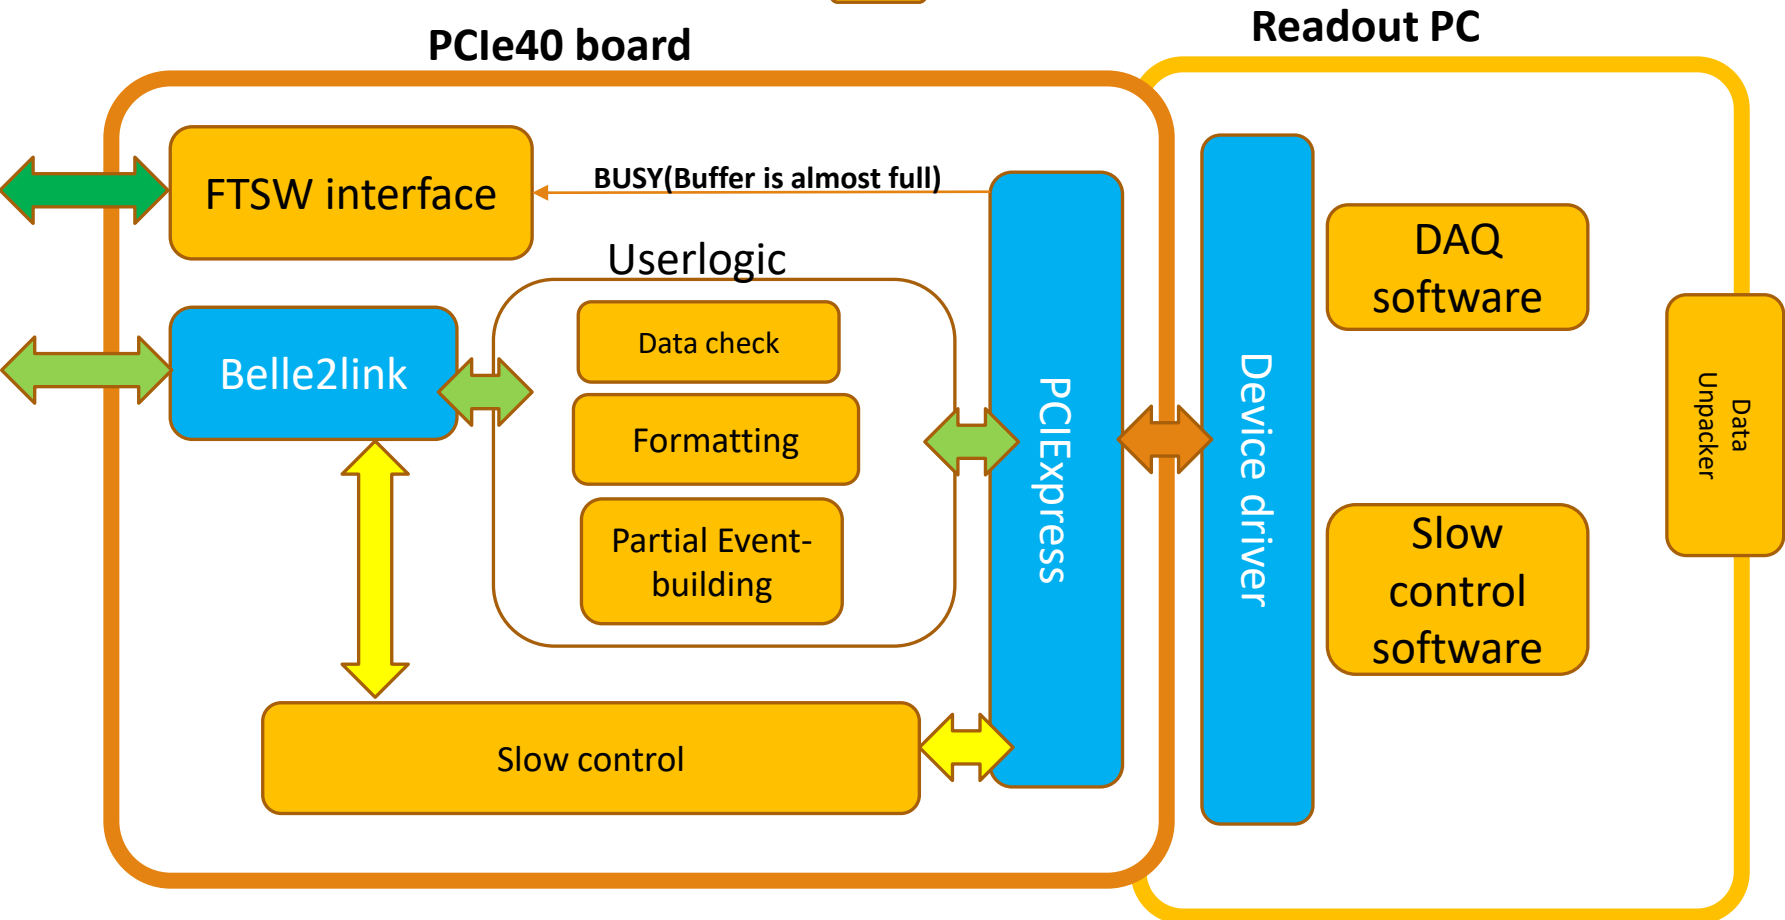 PCIe40 board
Readout PC
FTSW interface
BUSY(Buffer is almost full)
Userlogic
Belle2link
Data check
Formatting
Partial Event-
building
Slow control
PCIExpress
Device driver
DAQ
software
Slow
control
software
Data
Unpacker